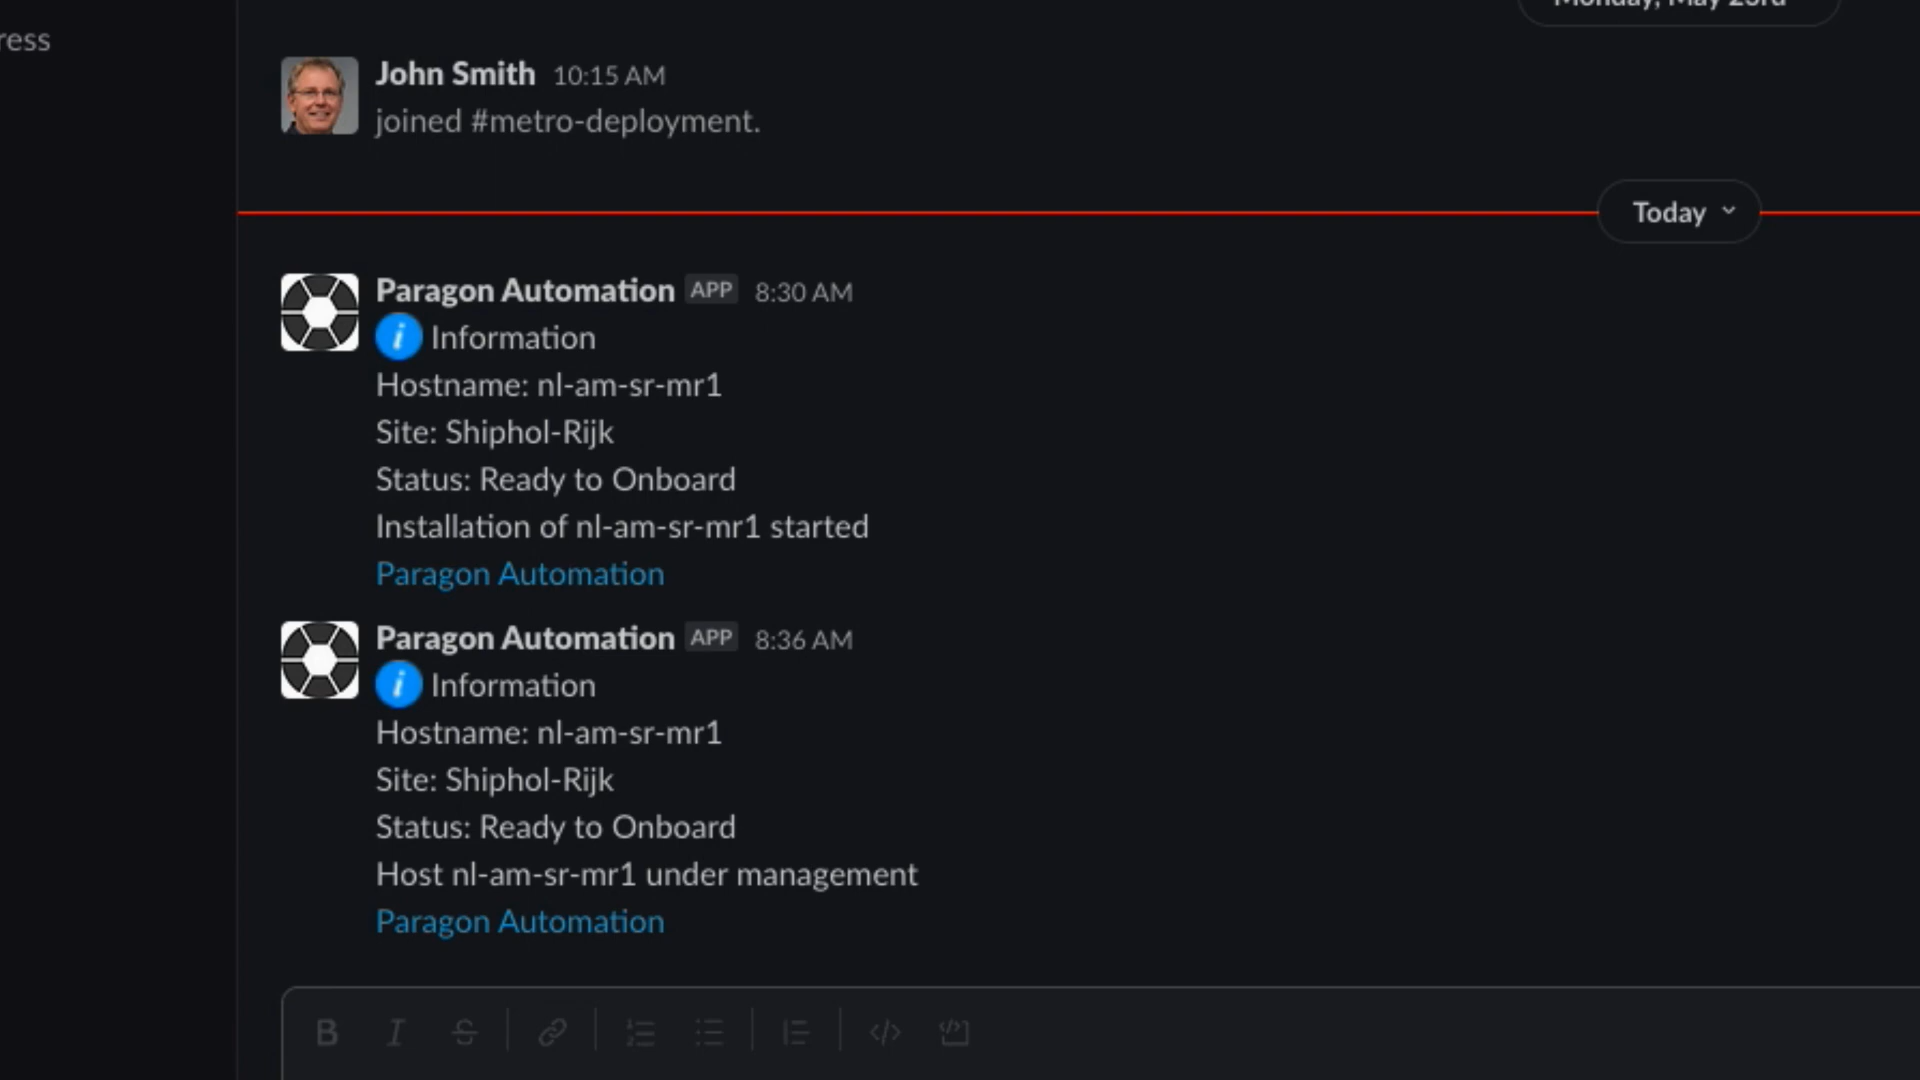 Monday, May 23rd
ress
John Smith 10:15 AM
joined #metro-deployment.
Today
Paragon Automation APP 8:30 AM
i Information
Hostname: nl-am-sr-mr1
Site: Shiphol-Rijk
Status: Ready to Onboard
Installation of nl-am-sr-mr1 started
Paragon Automation
Paragon Automation APP 8:36 AM
i Information
Hostname: nl-am-sr-mr1
Site: Shiphol-Rijk
Status: Ready to Onboard
Host nl-am-sr-mr1 under management
Paragon Automation
B I S